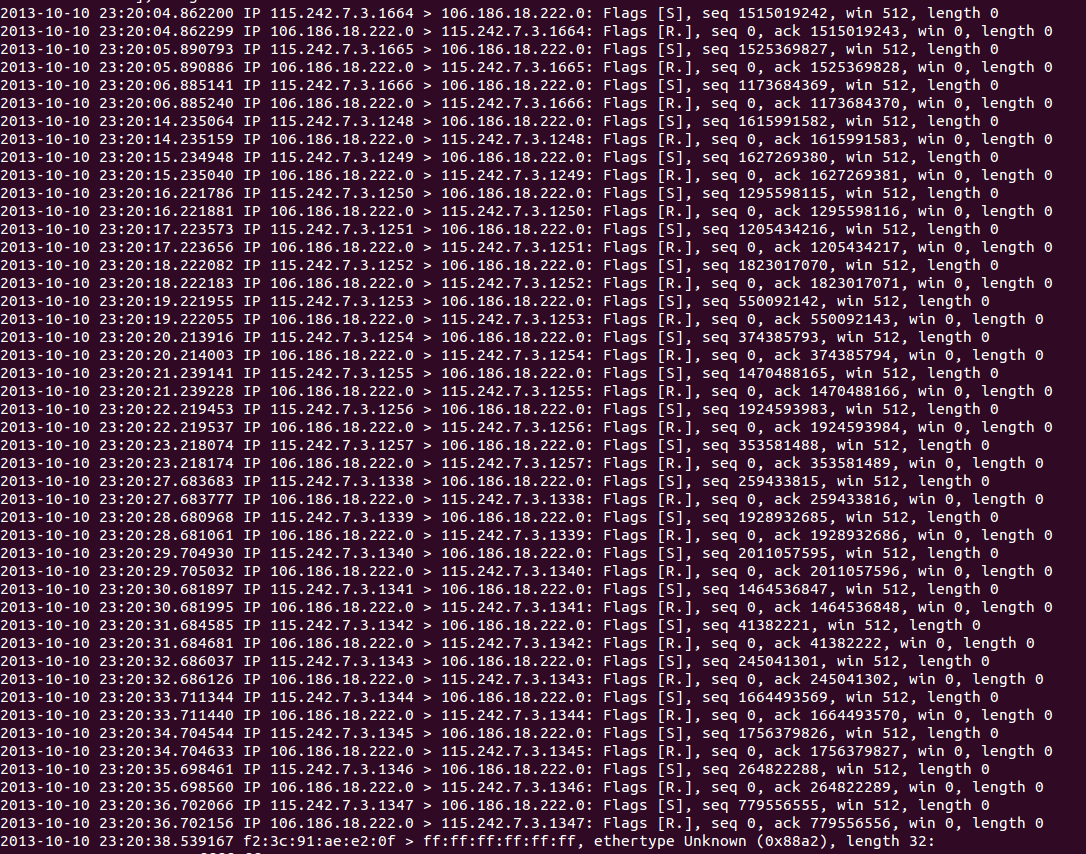 2013-10-10 23:20:04.862200 IP 115.242.7.3.1664 > 106.186.18.222.0: Flags [S], seq 1515019242, win 512, length 0
2013-10-10 23:20:04.862299 IP 106.186.18.222.0 > 115.242.7.3.1664: Flags [R.], seq 0, ack 1515019243, win 0, length 0
2013-10-10 23:20:05.890793 IP 115.242.7.3.1665 > 106.186.18.222.0: Flags [S], seq 1525369827, win 512, length 0
2013-10-10 23:20:05.890886 IP 106.186.18.222.0 > 115.242.7.3.1665: Flags [R.], seq 0, ack 1525369828, win 0, length 0
2013-10-10 23:20:06.885141 IP 115.242.7.3.1666 > 106.186.18.222.0: Flags [S], seq 1173684369, win 512, length 0
2013-10-10 23:20:06.885240 IP 106.186.18.222.0 > 115.242.7.3.1666: Flags [R.], seq 0, ack 1173684370, win 0, length 0
2013-10-10 23:20:14.235064 IP 115.242.7.3.1248 > 106.186.18.222.0: Flags [S], seq 1615991582, win 512, length 0
2013-10-10 23:20:14.235159 IP 106.186.18.222.0 > 115.242.7.3.1248: Flags [R.], seq 0, ack 1615991583, win 0, length 0
2013-10-10 23:20:15.234948 IP 115.242.7.3.1249 > 106.186.18.222.0: Flags [S], seq 1627269380, win 512, length 0
2013-10-10 23:20:15.235040 IP 106.186.18.222.0 > 115.242.7.3.1249: Flags [R.], seq 0, ack 1627269381, win 0, length 0
2013-10-10 23:20:16.221786 IP 115.242.7.3.1250 > 106.186.18.222.0: Flags [S], seq 1295598115, win 512, length 0
2013-10-10 23:20:16.221881 IP 106.186.18.222.0 > 115.242.7.3.1250: Flags [R.], seq 0, ack 1295598116, win 0, length 0
2013-10-10 23:20:17.223573 IP 115.242.7.3.1251 > 106.186.18.222.0: Flags [S], seq 1205434216, win 512, length 0
2013-10-10 23:20:17.223656 IP 106.186.18.222.0 > 115.242.7.3.1251: Flags [R.], seq 0, ack 1205434217, win 0, length 0
2013-10-10 23:20:18.222082 IP 115.242.7.3.1252 > 106.186.18.222.0: Flags [S], seq 1823017070, win 512, length 0
2013-10-10 23:20:18.222183 IP 106.186.18.222.0 > 115.242.7.3.1252: Flags [R.], seq 0, ack 1823017071, win 0, length 0
2013-10-10 23:20:19.221955 IP 115.242.7.3.1253 > 106.186.18.222.0: Flags [S], seq 550092142, win 512, length 0
2013-10-10 23:20:19.222055 IP 106.186.18.222.0 > 115.242.7.3.1253: Flags [R.], seq 0, ack 550092143, win 0, length 0
2013-10-10 23:20:20.213916 IP 115.242.7.3.1254 > 106.186.18.222.0: Flags [S], seq 374385793, win 512, length 0
2013-10-10 23:20:20.214003 IP 106.186.18.222.0 > 115.242.7.3.1254: Flags [R.], seq 0, ack 374385794, win 0, length 0
2013-10-10 23:20:21.239141 IP 115.242.7.3.1255 > 106.186.18.222.0: Flags [S], seq 1470488165, win 512, length 0
2013-10-10 23:20:21.239228 IP 106.186.18.222.0 > 115.242.7.3.1255: Flags [R.], seq 0, ack 1470488166, win 0, length 0
2013-10-10 23:20:22.219453 IP 115.242.7.3.1256 > 106.186.18.222.0: Flags [S], seq 1924593983, win 512, length 0
2013-10-10 23:20:22.219537 IP 106.186.18.222.0 > 115.242.7.3.1256: Flags [R.], seq 0, ack 1924593984, win 0, length 0
2013-10-10 23:20:23.218074 IP 115.242.7.3.1257 > 106.186.18.222.0: Flags [S], seq 353581488, win 512, length 0
2013-10-10 23:20:23.218174 IP 106.186.18.222.0 > 115.242.7.3.1257: Flags [R.], seq 0, ack 353581489, win 0, length 0
2013-10-10 23:20:27.683683 IP 115.242.7.3.1338 > 106.186.18.222.0: Flags [S], seq 259433815, win 512, length 0
2013-10-10 23:20:27.683777 IP 106.186.18.222.0 > 115.242.7.3.1338: Flags [R.], seq 0, ack 259433816, win 0, length 0
2013-10-10 23:20:28.680968 IP 115.242.7.3.1339 > 106.186.18.222.0: Flags [S], seq 1928932685, win 512, length 0
2013-10-10 23:20:28.681061 IP 106.186.18.222.0 > 115.242.7.3.1339: Flags [R.], seq 0, ack 1928932686, win 0, length 0
2013-10-10 23:20:29.704930 IP 115.242.7.3.1340 > 106.186.18.222.0: Flags [S], seq 2011057595, win 512, length 0
2013-10-10 23:20:29.705032 IP 106.186.18.222.0 > 115.242.7.3.1340: Flags [R.], seq 0, ack 2011057596, win 0, length 0
2013-10-10 23:20:30.681897 IP 115.242.7.3.1341 > 106.186.18.222.0: Flags [S], seq 1464536847, win 512, length 0
2013-10-10 23:20:30.681995 IP 106.186.18.222.0 > 115.242.7.3.1341: Flags [R.], seq 0, ack 1464536848, win 0, length 0
2013-10-10 23:20:31.684585 IP 115.242.7.3.1342 > 106.186.18.222.0: Flags [S], seq 41382221, win 512, length 0
2013-10-10 23:20:31.684681 IP 106.186.18.222.0 > 115.242.7.3.1342: Flags [R.], seq 0, ack 41382222, win 0, length 0
2013-10-10 23:20:32.686037 IP 115.242.7.3.1343 > 106.186.18.222.0: Flags [S], seq 245041301, win 512, length 0
2013-10-10 23:20:32.686126 IP 106.186.18.222.0 > 115.242.7.3.1343: Flags [R.], seq 0, ack 245041302, win 0, length 0
2013-10-10 23:20:33.711344 IP 115.242.7.3.1344 > 106.186.18.222.0: Flags [S], seq 1664493569, win 512, length 0
2013-10-10 23:20:33.711440 IP 106.186.18.222.0 > 115.242.7.3.1344: Flags [R.], seq 0, ack 1664493570, win 0, length 0
2013-10-10 23:20:34.704544 IP 115.242.7.3.1345 > 106.186.18.222.0: Flags [S], seq 1756379826, win 512, length 0
2013-10-10 23:20:34.704633 IP 106.186.18.222.0 > 115.242.7.3.1345: Flags [R.], seq 0, ack 1756379827, win 0, length 0
2013-10-10 23:20:35.698461 IP 115.242.7.3.1346 > 106.186.18.222.0: Flags [S], seq 264822288, win 512, length 0
2013-10-10 23:20:35.698560 IP 106.186.18.222.0 > 115.242.7.3.1346: Flags [R.], seq 0, ack 264822289, win 0, length 0
2013-10-10 23:20:36.702066 IP 115.242.7.3.1347 > 106.186.18.222.0: Flags [S], seq 779556555, win 512, length 0
2013-10-10 23:20:36.702156 IP 106.186.18.222.0 > 115.242.7.3.1347: Flags [R.], seq 0, ack 779556556, win 0, length 0
2013-10-10 23:20:38.539167 f2:3c:91:ae:e2:0f > ff:ff:ff:ff:ff:ff, ethertype Unknown (0x88a2), length 32: